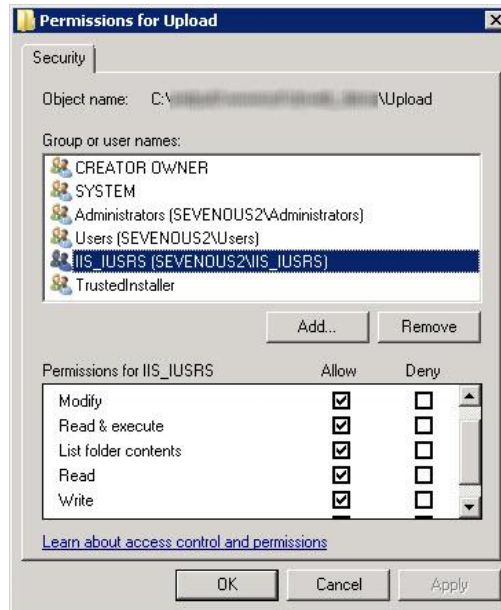 Permissions for Upload
Security
Object name: C:\ \Upload
Group or user names:
CREATOR OWNER
SYSTEM
Administrators (SEVENOUS2\Administrators)
Users (SEVENOUS2\Users)
IIS_IUSRS (SEVENOUS2\IIS_IUSRS)
TrustedInstaller
Add... Remove
Permissions for IIS_IUSRS Allow Deny
Modify
Read & execute
List folder contents
Read
Write
Learn about access control and permissions
OK Cancel Apply